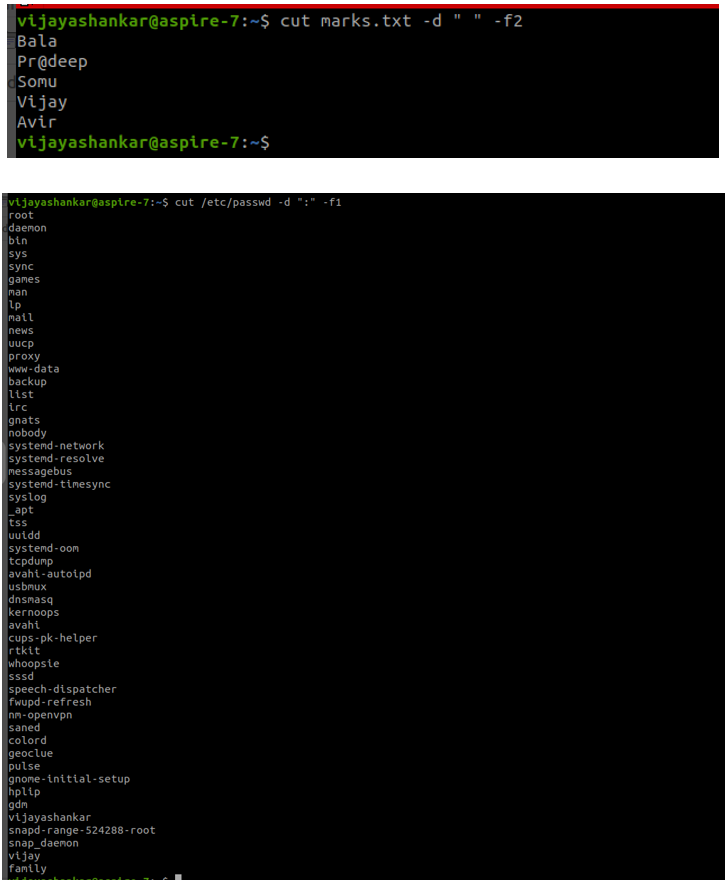 vijayashankar@aspire-7:~$ cut marks.txt -d " " -f2
Bala
Pr@deep
Somu
Vijay
Avir
vijayashankar@aspire-7:~$
vijayashankar@aspire-7:~$ cut /etc/passwd -d ":" -f1
root
daemon
bin
sys
sync
games
man
lp
mail
news
uucp
proxy
www-data
backup
list
irc
gnats
nobody
systemd-network
systemd-resolve
messagebus
systemd-timesync
syslog
_apt
tss
uuidd
systemd-oom
tcpdump
avahi-autoipd
usbmux
dnsmasq
kernoops
avahi
cups-pk-helper
rtkit
whoopsie
sssd
speech-dispatcher
fwupd-refresh
nm-openvpn
saned
colord
geoclue
pulse
gnome-initial-setup
hplip
gdm
vijayashankar
snapd-range-524288-root
snap_daemon
vijay
family